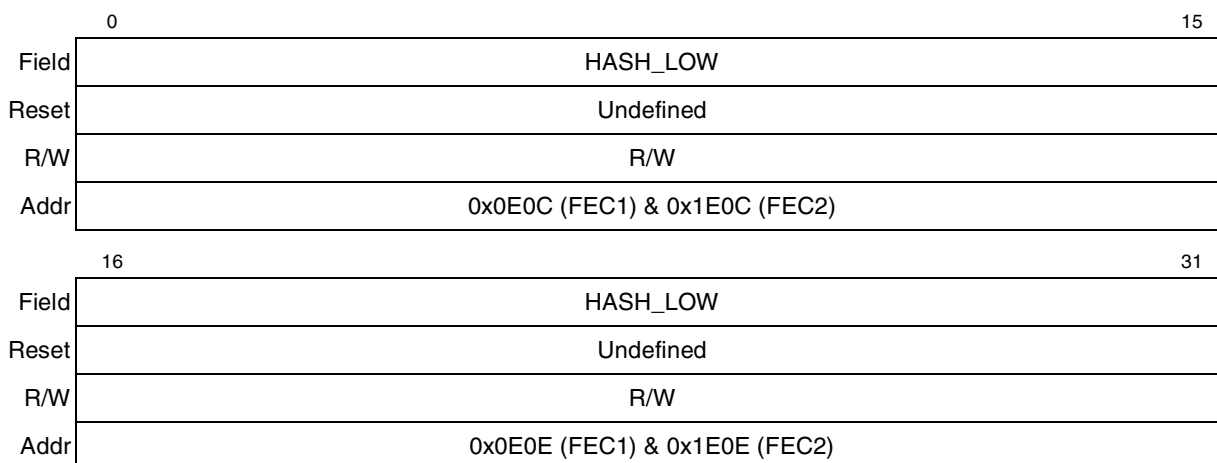 0 15
Field HASH_LOW
Reset Undefined
R/W R/W
Addr 0x0E0C (FEC1) & 0x1E0C (FEC2)
16 31
Field HASH_LOW
Reset Undefined
R/W R/W
Addr 0x0E0E (FEC1) & 0x1E0E (FEC2)